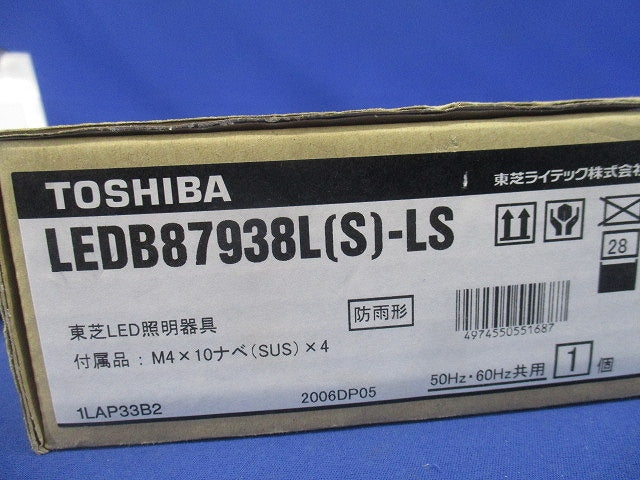 TOSHIBA
東芝ライテック株式会社
LEDB87938L(S)-LS
28
東芝LED照明器具
防雨形
付属品：M4×10ナベ(SUS)×4
4974550551687
1LAP33B2
2006DP05
50Hz・60Hz共用
1個